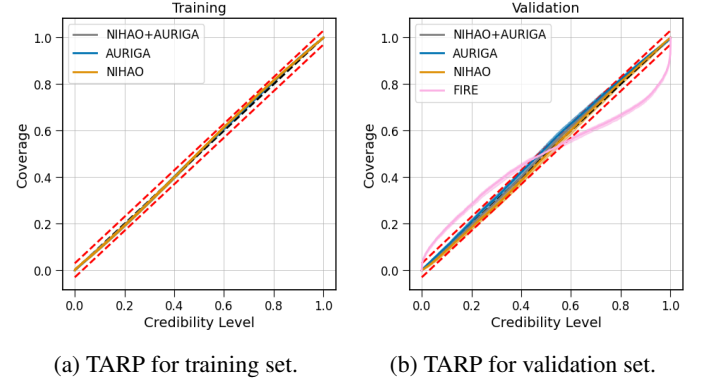 Training
NIHAO+AURIGA
AURIGA
NIHAO
1.0
0.8
0.6
0.4
0.2
0.0
Coverage
0.0 0.2 0.4 0.6 0.8 1.0
Credibility Level
(a) TARP for training set.
Validation
NIHAO+AURIGA
AURIGA
NIHAO
FIRE
1.0
0.8
0.6
0.4
0.2
0.0
Coverage
0.0 0.2 0.4 0.6 0.8 1.0
Credibility Level
(b) TARP for validation set.